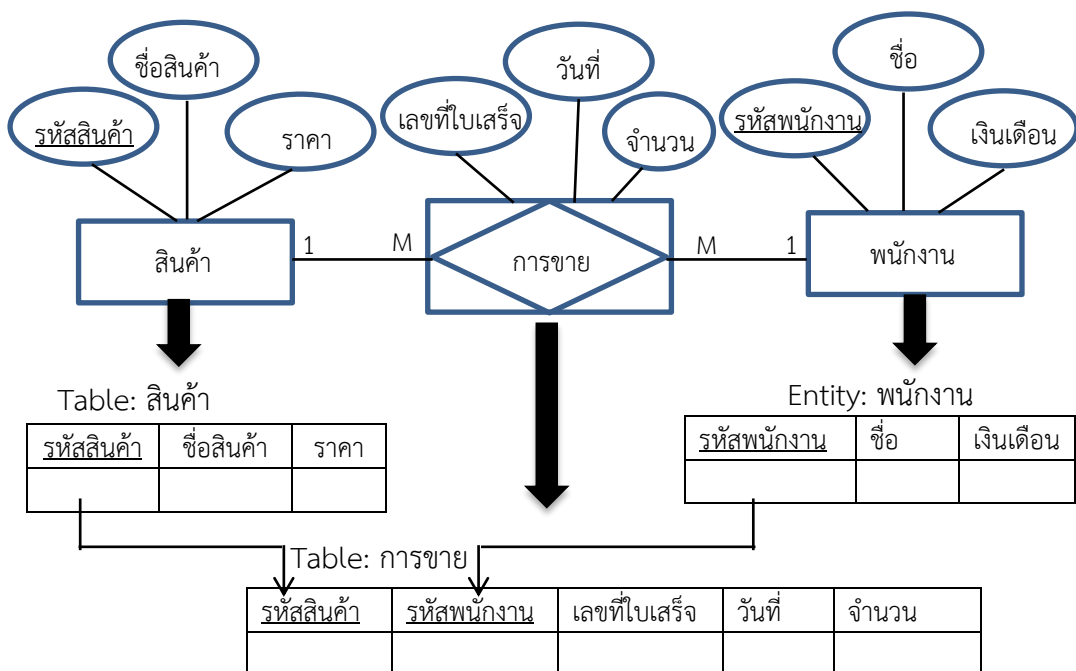 ชื่อสินค้า วันที่ ชื่อ
รหัสสินค้า ราคา เลขที่ใบเสร็จ จำนวน รหัสพนักงาน เงินเดือน
สินค้า 1 M การขาย M 1 พนักงาน
Table: สินค้า
รหัสสินค้า ชื่อสินค้า ราคา
Entity: พนักงาน
รหัสพนักงาน ชื่อ เงินเดือน
Table: การขาย
รหัสสินค้า รหัสพนักงาน เลขที่ใบเสร็จ วันที่ จำนวน